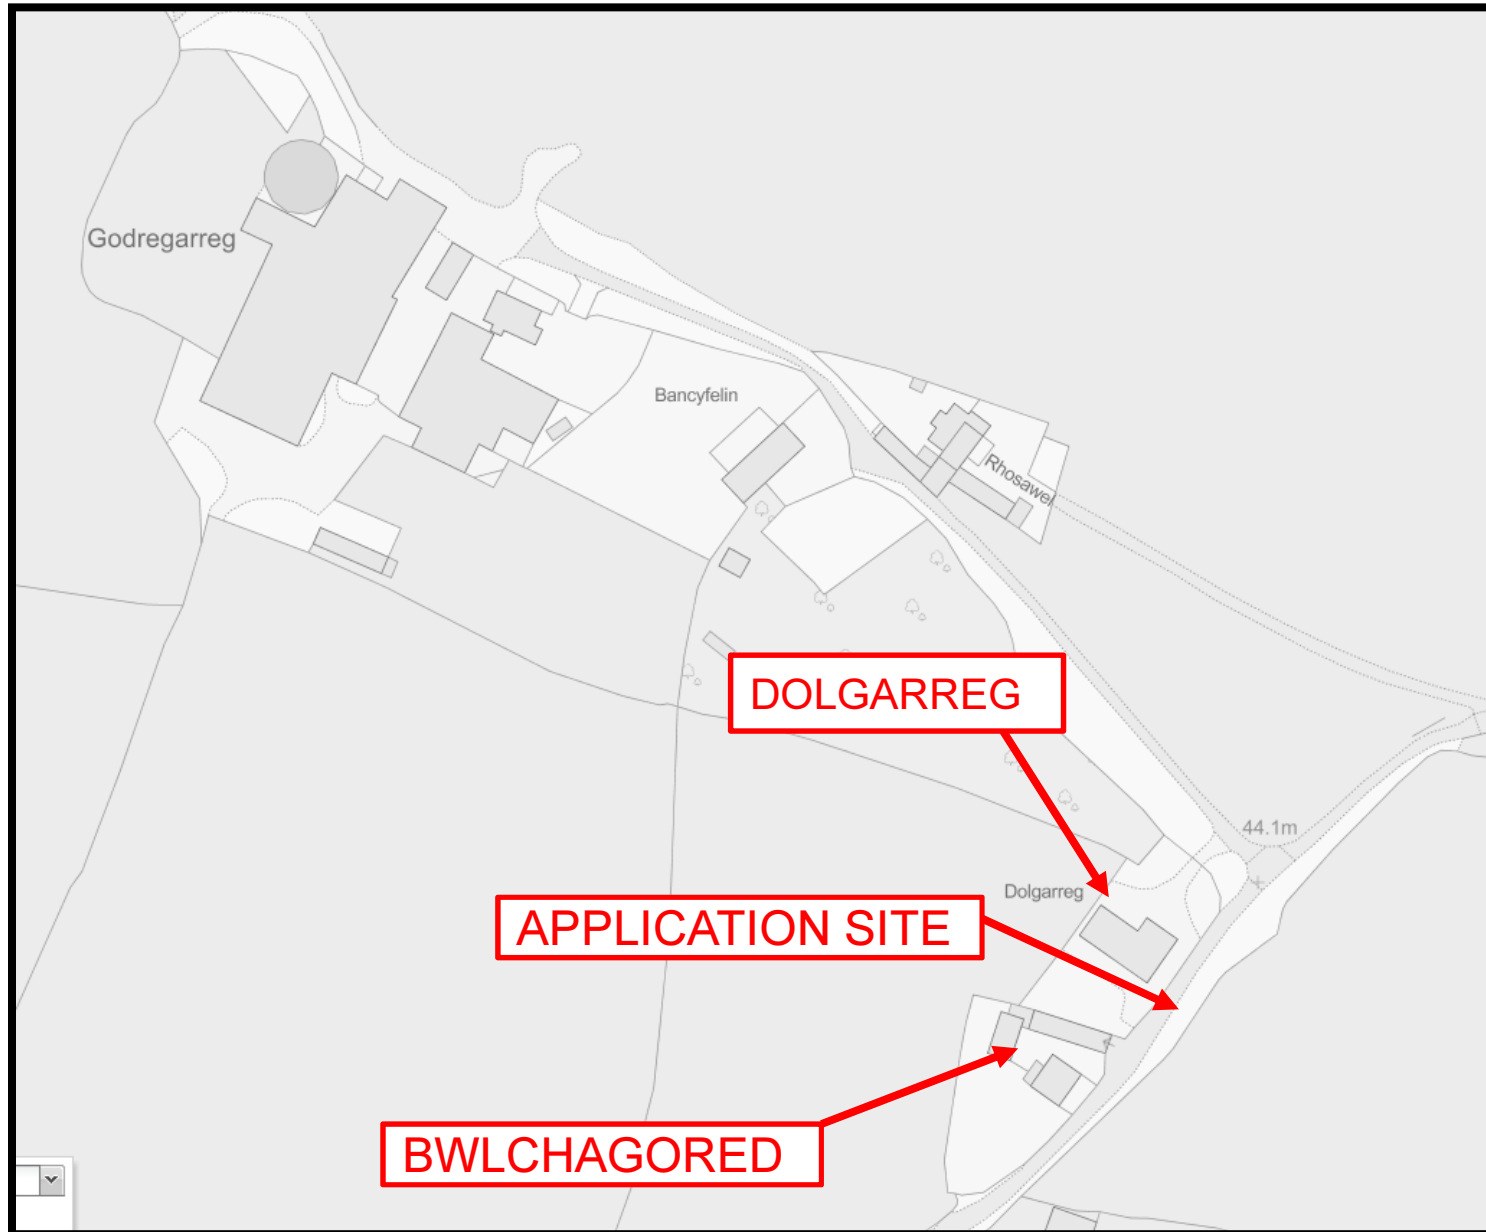 Godregarreg
Bancyfelin
Rhosawel
DOLGARREG
44.1m
Dolgarreg
APPLICATION SITE
BWLCHAGORED